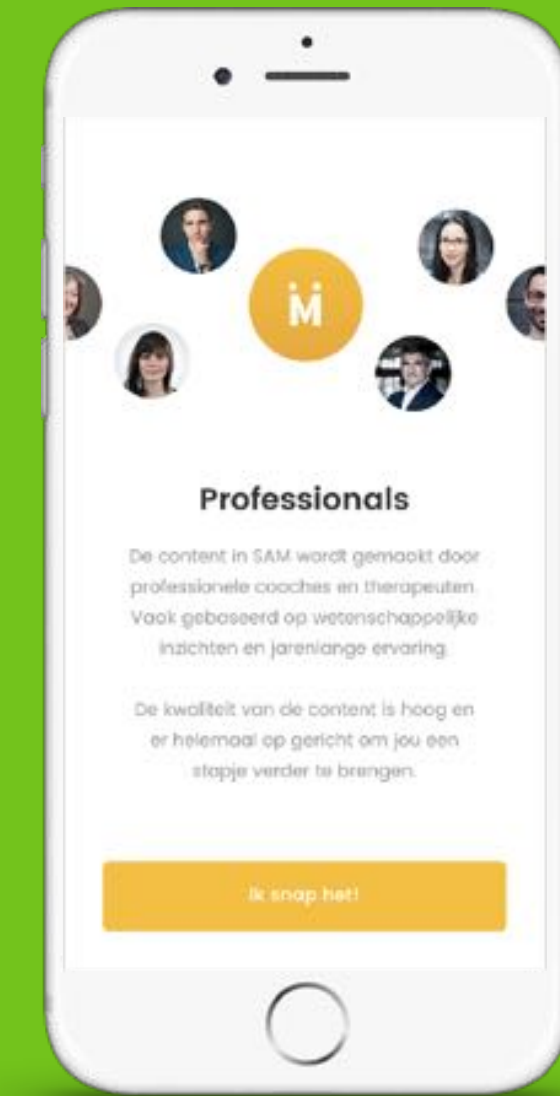 M
Professionals
De content in SAM wordt gemaakt door
professionele coaches en therapeuten.
Vaak gebaseerd op wetenschappelijke
inzichten en jarenlange ervaring.
De kwaliteit van de content is hoog en
er helemaal op gericht om jou een
stapje verder te brengen.
Ik snap het!